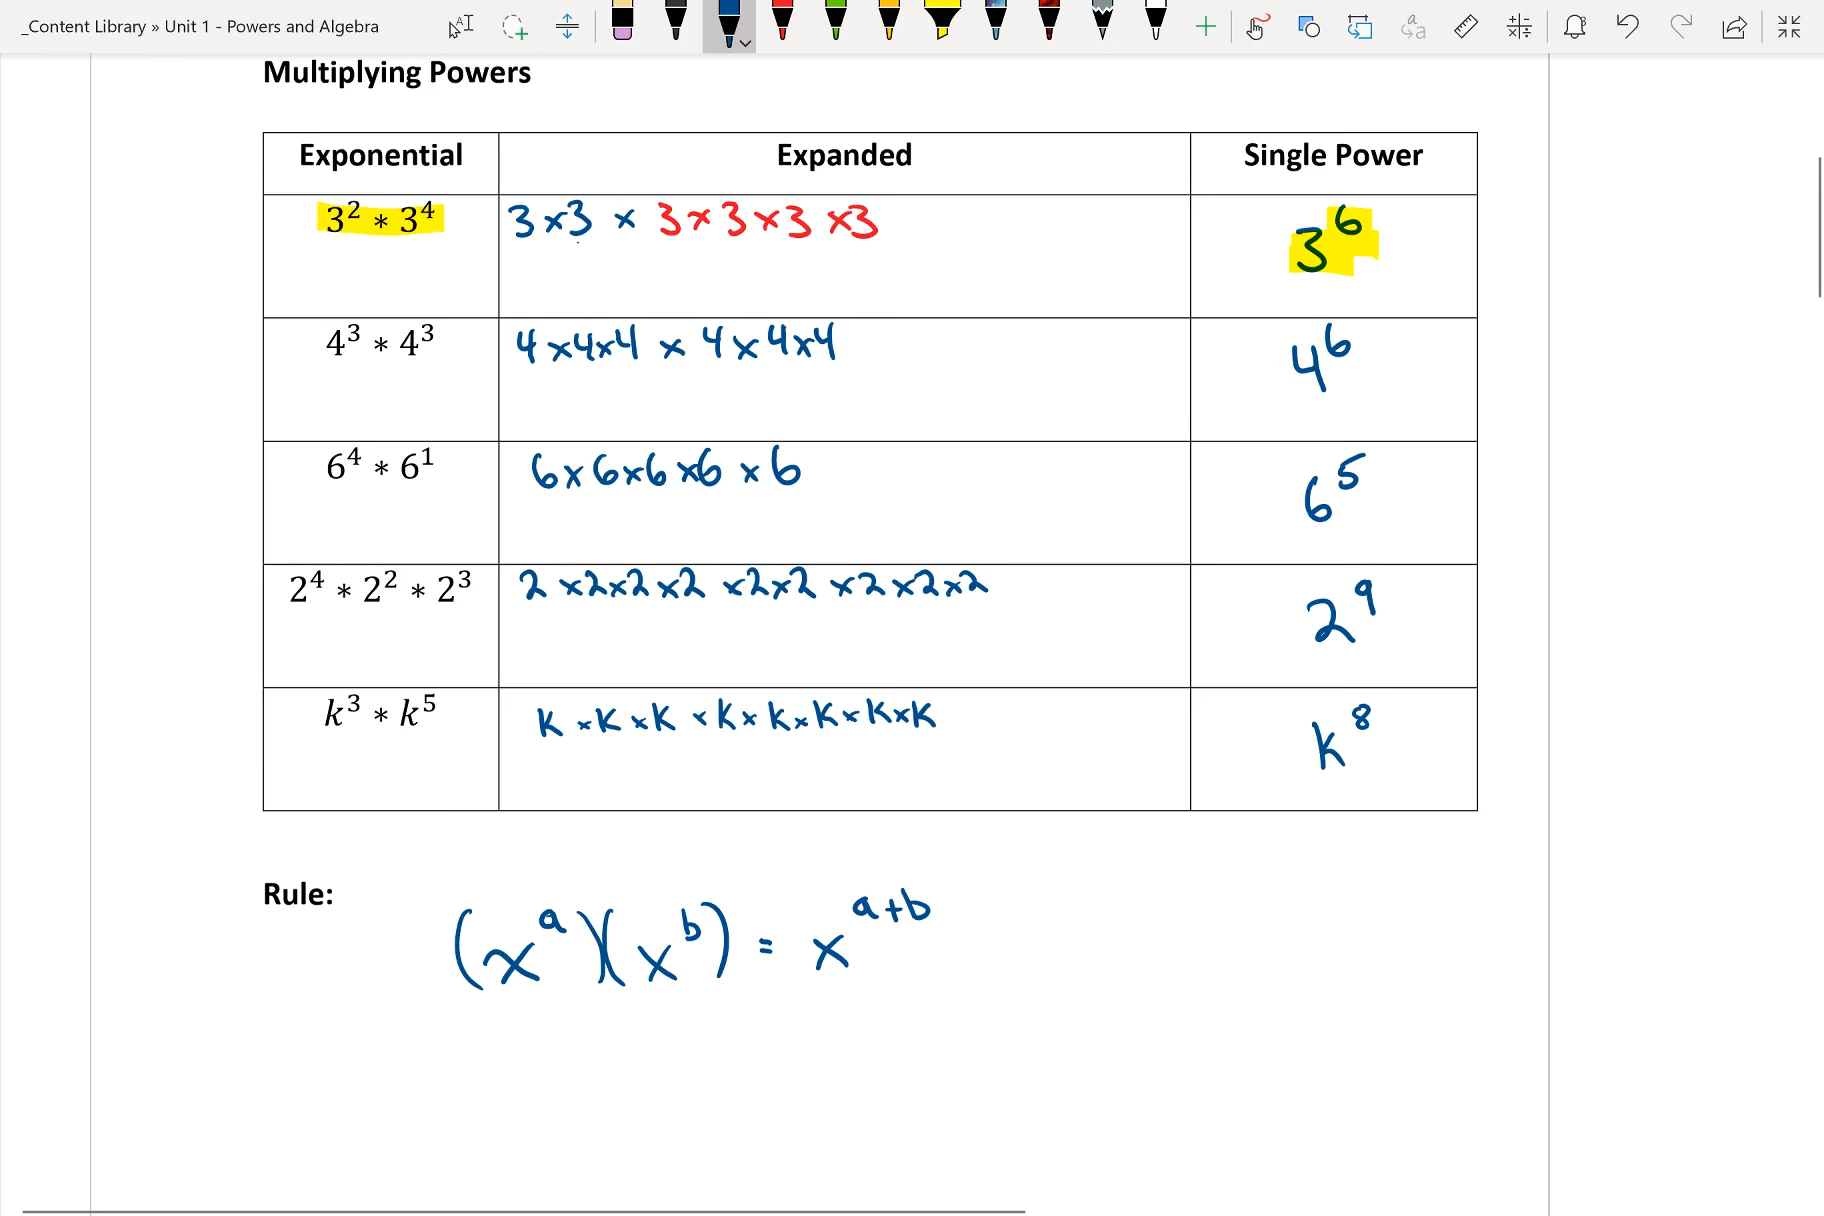 _Content Library » Unit 1 - Powers and Algebra
Multiplying Powers
Exponential Expanded Single Power
3² * 3⁴ 3 × 3 × 3 × 3 × 3 × 3 3⁶
4³ * 4³ 4 × 4 × 4 × 4 × 4 × 4 4⁶
6⁴ * 6¹ 6 × 6 × 6 × 6 × 6 6⁵
2⁴ * 2² * 2³ 2 × 2 × 2 × 2 × 2 × 2 × 2 × 2 × 2 2⁹
k³ * k⁵ k × k × k × k × k × k × k × k k⁸
Rule: (xᵃ)(xᵇ) = xᵃ⁺ᵇ